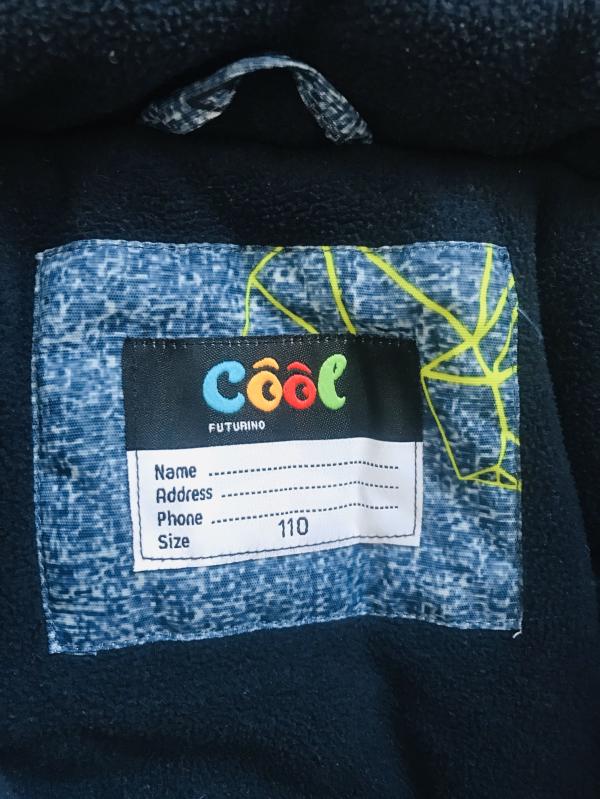 CÔÔL
FUTURINO
Name
Address
Phone
Size 110